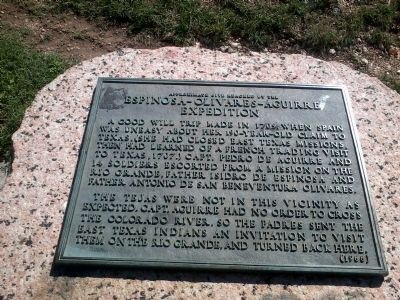 APPROXIMATE SITE REACHED BY THE
ESPINOSA-OLIVARES-AGUIRRE
EXPEDITION
A GOOD WILL TRIP MADE IN 1709, WHEN SPAIN
WAS UNEASY ABOUT HER 190-YEAR-OLD CLAIM TO
TEXAS. SHE HAD CLOSED EAST TEXAS MISSIONS,
THEN HAD LEARNED OF A FRENCH TRADING VISIT
TO TEXAS, 1707. CAPT. PEDRO DE AGUIRRE AND
14 SOLDIERS ESCORTED FROM A MISSION ON THE
RIO GRANDE, FATHER ISIDRO DE ESPINOSA AND
FATHER ANTONIO DE SAN BENEVENTURA OLIVARES.
THE TEJAS WERE NOT IN THIS VICINITY AS
EXPECTED. CAPT. AGUIRRE HAD NO ORDER TO CROSS
THE COLORADO RIVER, SO THE PADRES SENT THE
EAST TEXAS INDIANS AN INVITATION TO VISIT
THEM ON THE RIO GRANDE, AND TURNED BACK HERE.
(1968)